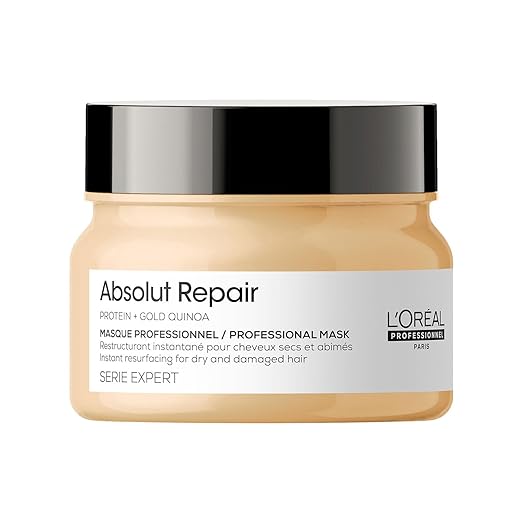 Absolut Repair
PROTEIN + GOLD QUINOA
MASQUE PROFESSIONNEL / PROFESSIONAL MASK
Restructurant instantané pour cheveux secs et abimés
Instant resurfacing for dry and damaged hair
SERIE EXPERT
L'ORÉAL
PROFESSIONNEL
PARIS